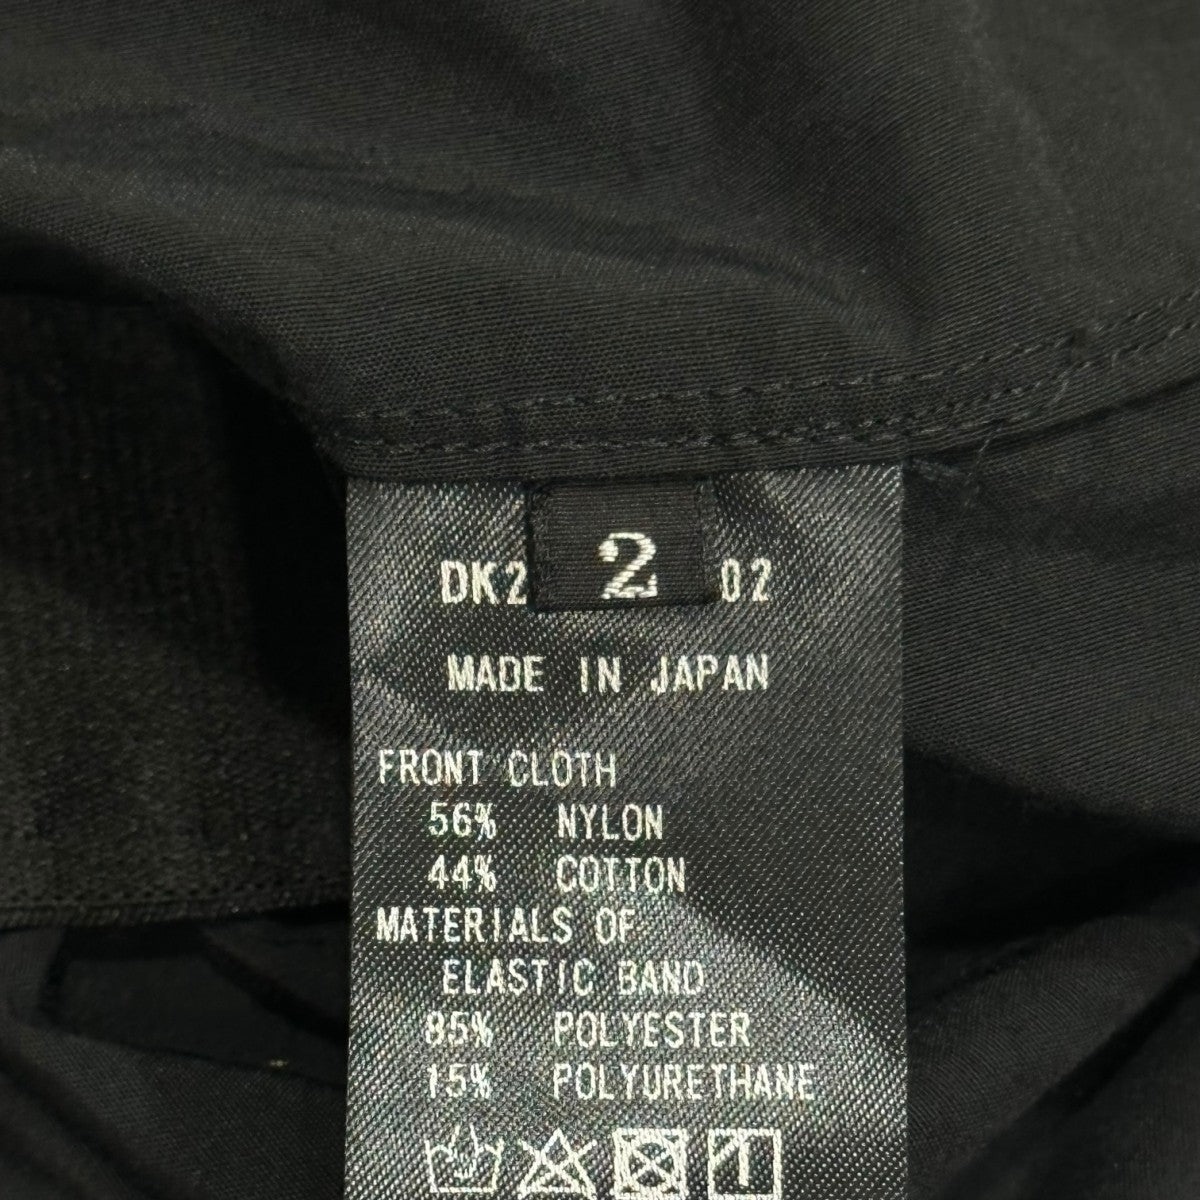 DK2 2 02
MADE IN JAPAN
FRONT CLOTH
56% NYLON
44% COTTON
MATERIALS OF
ELASTIC BAND
85% POLYESTER
15% POLYURETHANE